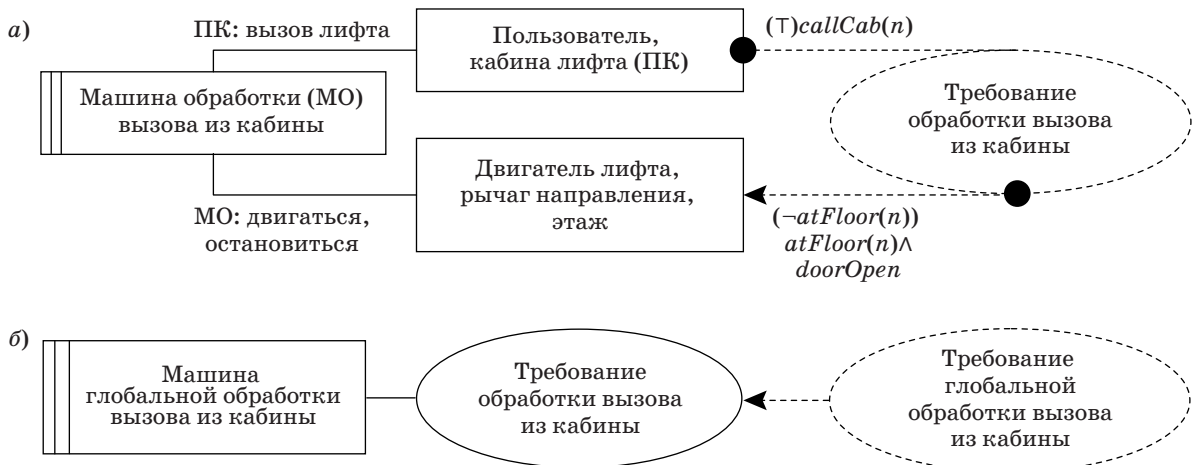 а)
ПК: вызов лифта
Пользователь,
кабина лифта (ПК)
(⊤)callCab(n)
Машина обработки (МО)
вызова из кабины
Требование
обработки вызова
из кабины
Двигатель лифта,
рычаг направления,
этаж
МО: двигаться,
остановиться
(¬atFloor(n))
atFloor(n)∧
doorOpen
б)
Машина
глобальной обработки
вызова из кабины
Требование
обработки вызова
из кабины
Требование
глобальной
обработки вызова
из кабины